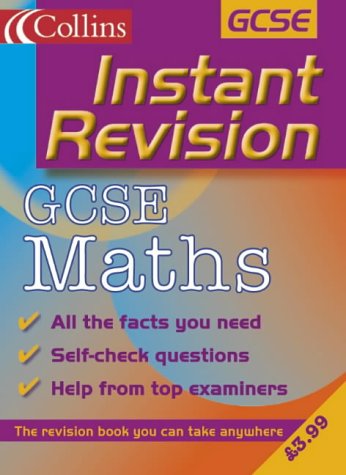 Collins
GCSE
Instant
Revision
GCSE
Maths
✓ All the facts you need
✓ Self-check questions
✓ Help from top examiners
The revision book you can take anywhere
£3.99